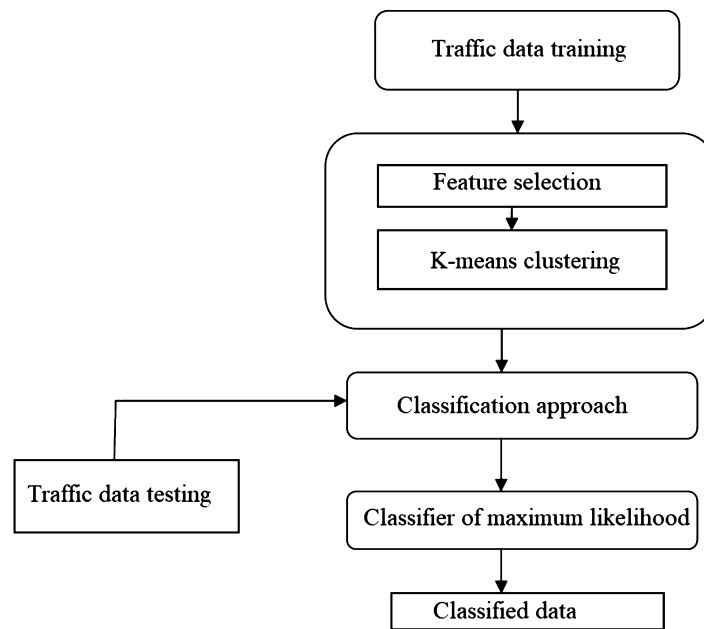 Traffic data training
Feature selection
K-means clustering
Classification approach
Traffic data testing
Classifier of maximum likelihood
Classified data